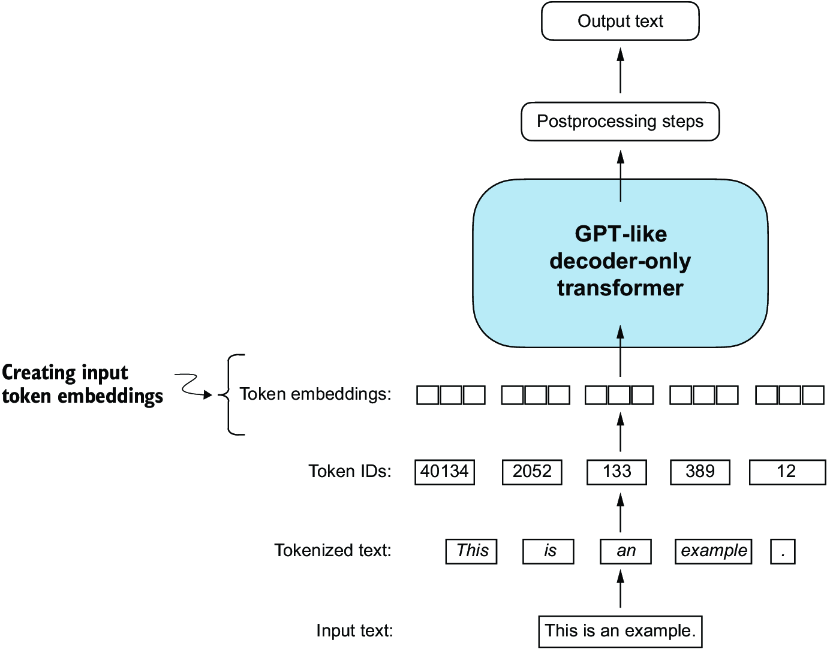 Output text
Postprocessing steps
GPT-like
decoder-only
transformer
Creating input
token embeddings
Token embeddings:
Token IDs: 40134 2052 133 389 12
Tokenized text: This is an example .
Input text: This is an example.